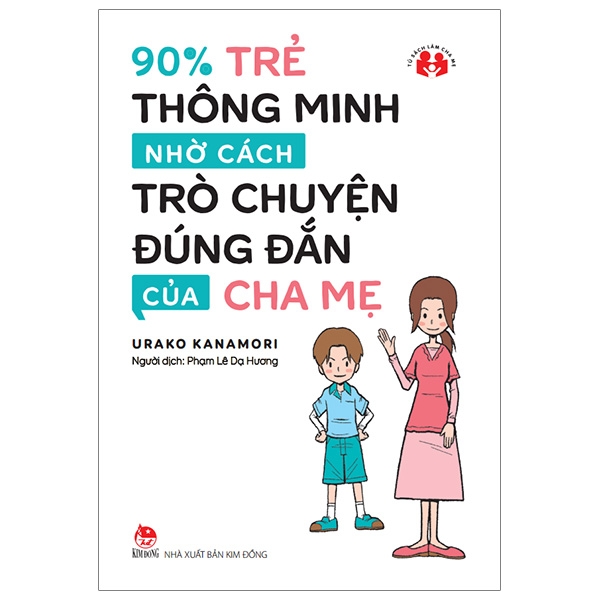 90% TRẺ
THÔNG MINH
NHỜ CÁCH
TRÒ CHUYỆN
ĐÚNG ĐẮN
CỦA CHA MẸ
URAKO KANAMORI
Người dịch: Phạm Lê Dạ Hương
TỦ SÁCH LÀM CHA MẸ
KIM ĐỒNG
NHÀ XUẤT BẢN KIM ĐỒNG